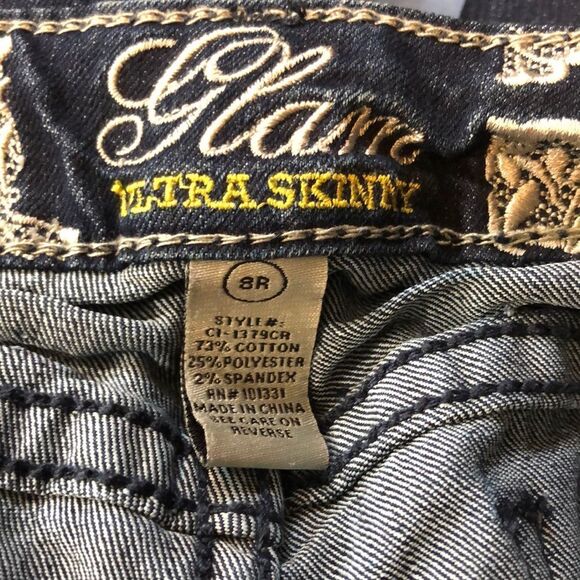 Glam
ULTRA SKINNY
8R
STYLE#:
CI-1379CR
73% COTTON
25% POLYESTER
2% SPANDEX
RN# 101331
MADE IN CHINA
SEE CARE ON
REVERSE